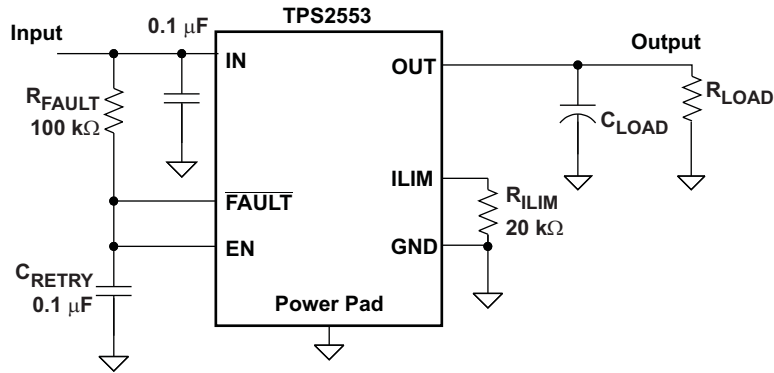 TPS2553
Input
0.1 μF
IN
OUT
Output
R_FAULT
100 kΩ
R_LOAD
C_LOAD
ILIM
FAULT
R_ILIM
20 kΩ
EN
GND
C_RETRY
0.1 μF
Power Pad